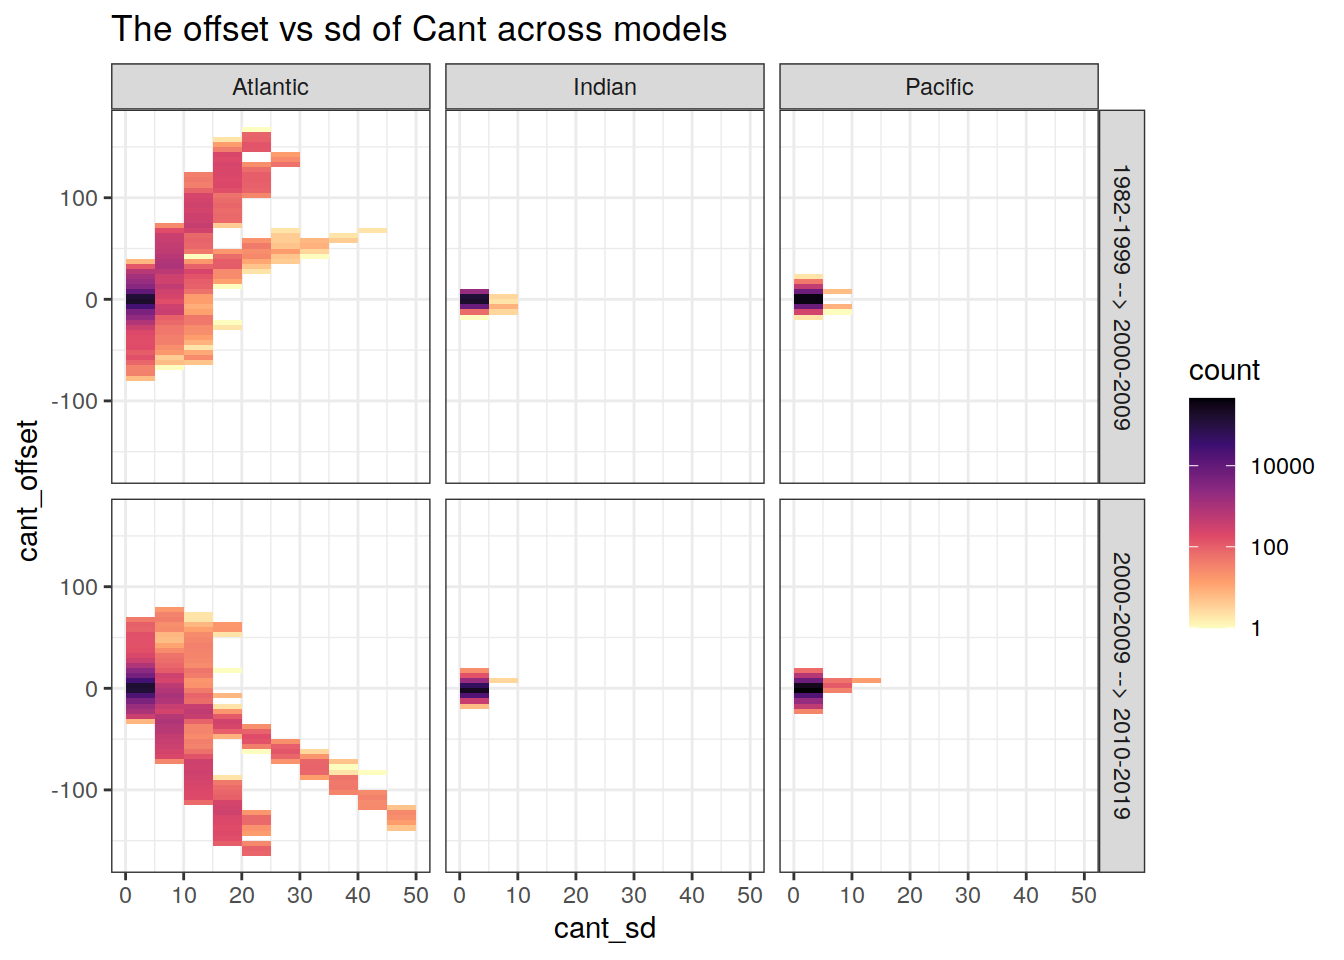 The offset vs sd of Cant across models
Atlantic
Indian
Pacific
cant_offset
100
0
-100
1982-1999 --> 2000-2009
100
0
-100
2000-2009 --> 2010-2019
0 10 20 30 40 50
0 10 20 30 40 50
0 10 20 30 40 50
cant_sd
count
10000
100
1